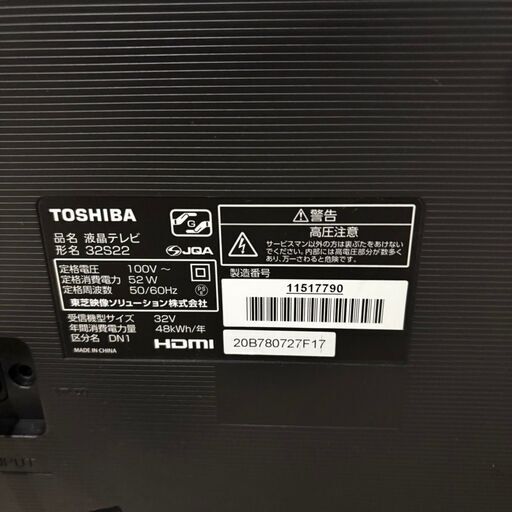 TOSHIBA
G
品名 液晶テレビ
形名 32S22
JQA
定格電圧 100V～
定格消費電力 52W
定格周波数 50/60Hz
PS
E
東芝映像ソリューション株式会社
受信機型サイズ 32V
年間消費電力量 48kWh/年
区分名 DN1
MADE IN CHINA
HDMI
⚠警告
高圧注意
サービスマン以外の方は裏ぶたをあけない
でください。内部には高電圧部分が数多く
あり、万一さわると危険です。
製造番号
11517790
20B780727F17
PUT